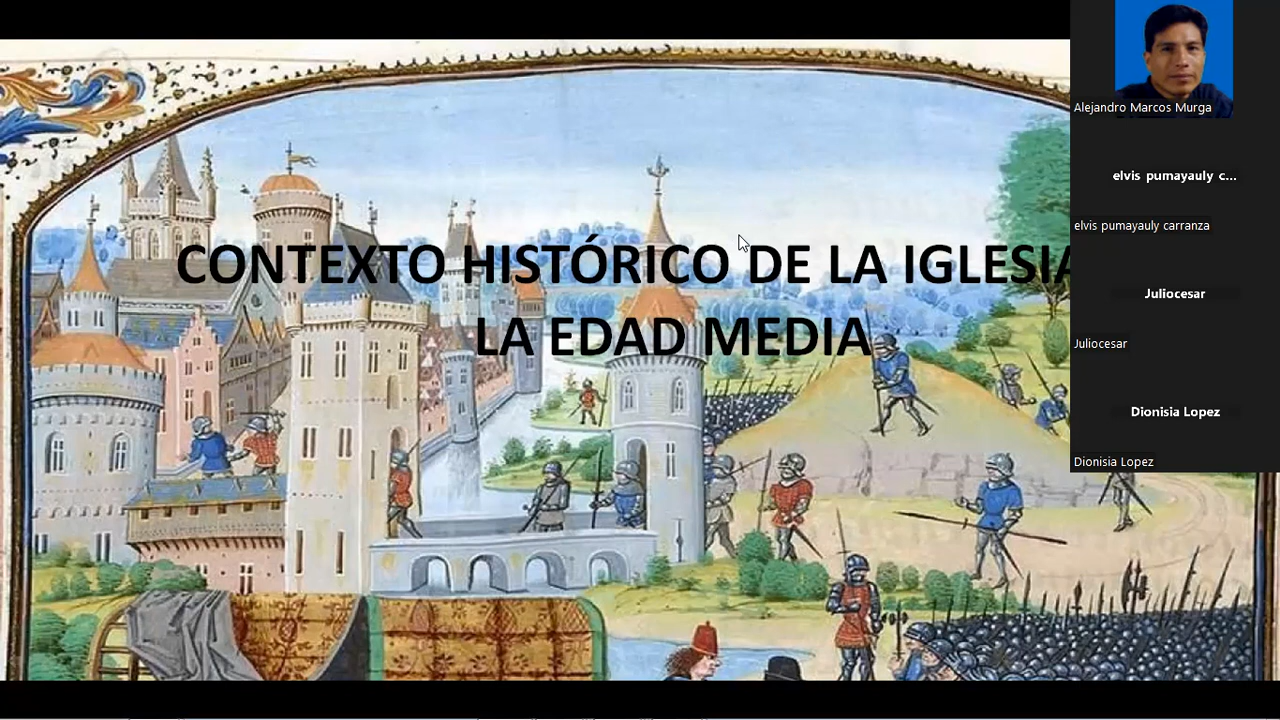 CONTEXTO HISTÓRICO DE LA IGLESIA
LA EDAD MEDIA
Alejandro Marcos Murga
elvis pumayauly c...
elvis pumayauly carranza
Juliocesar
Juliocesar
Dionisia Lopez
Dionisia Lopez